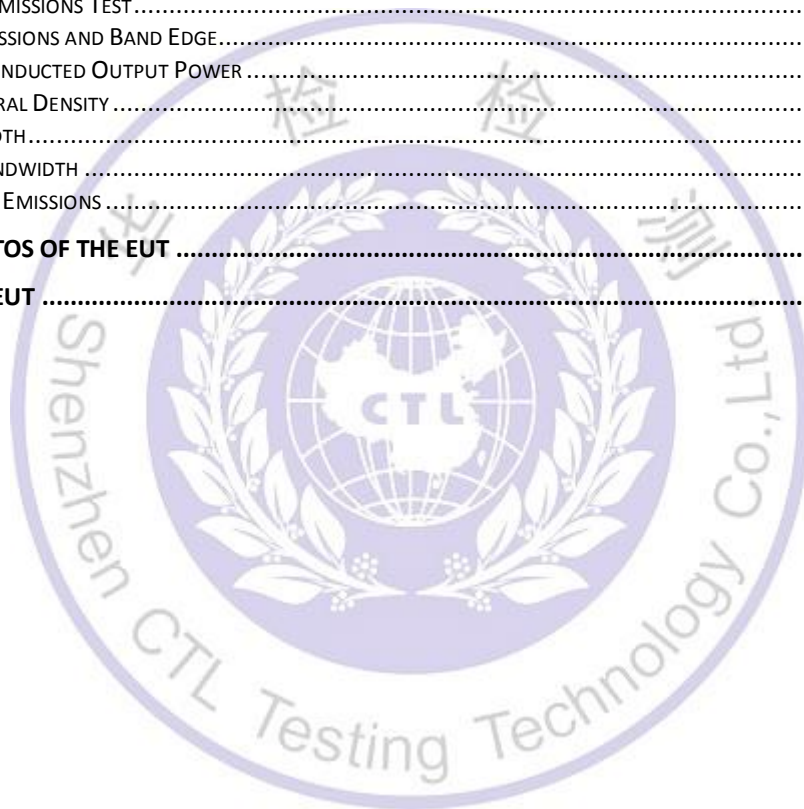 MISSIONS TEST
SSIONS AND BAND EDGE
NDUCTED OUTPUT POWER
RAL DENSITY
TH
NDWIDTH
EMISSIONS
TOS OF THE EUT
EUT
检 检 测
CTL
Shenzhen CTL Testing Technology Co.,Ltd.